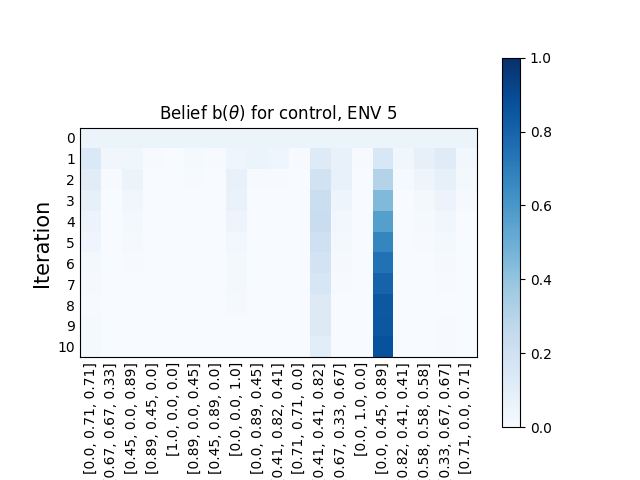 Belief b(θ) for control, ENV 5
Iteration
0
1
2
3
4
5
6
7
8
9
10
[0.0, 0.71, 0.71]
0.67, 0.67, 0.33]
[0.45, 0.0, 0.89]
[0.89, 0.45, 0.0]
[1.0, 0.0, 0.0]
[0.89, 0.0, 0.45]
[0.45, 0.89, 0.0]
[0.0, 0.0, 1.0]
[0.0, 0.89, 0.45]
0.41, 0.82, 0.41]
[0.71, 0.71, 0.0]
0.41, 0.41, 0.82]
0.67, 0.33, 0.67]
[0.0, 1.0, 0.0]
[0.0, 0.45, 0.89]
0.82, 0.41, 0.41]
0.58, 0.58, 0.58]
0.33, 0.67, 0.67]
[0.71, 0.0, 0.71]
1.0
0.8
0.6
0.4
0.2
0.0